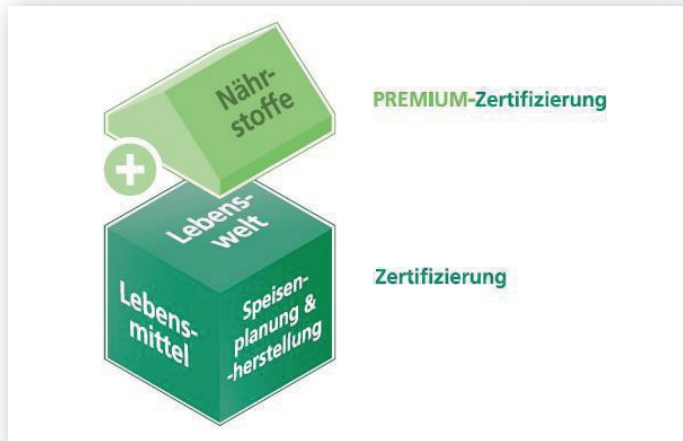 Nähr-
stoffe
PREMIUM-Zertifizierung
+
Lebens-
welt
Zertifizierung
Lebens-
mittel
Speisen-
planung &
-herstellung